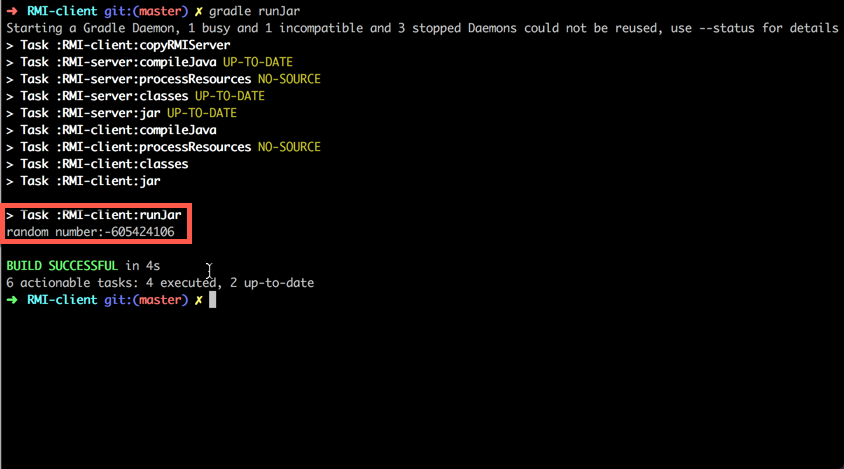 ➜ RMI-client git:(master) ✗ gradle runJar
Starting a Gradle Daemon, 1 busy and 1 incompatible and 3 stopped Daemons could not be reused, use --status for details
> Task :RMI-client:copyRMIServer
> Task :RMI-server:compileJava UP-TO-DATE
> Task :RMI-server:processResources NO-SOURCE
> Task :RMI-server:classes UP-TO-DATE
> Task :RMI-server:jar UP-TO-DATE
> Task :RMI-client:compileJava
> Task :RMI-client:processResources NO-SOURCE
> Task :RMI-client:classes
> Task :RMI-client:jar
> Task :RMI-client:runJar
random number:-605424106
BUILD SUCCESSFUL in 4s
6 actionable tasks: 4 executed, 2 up-to-date
➜ RMI-client git:(master) ✗